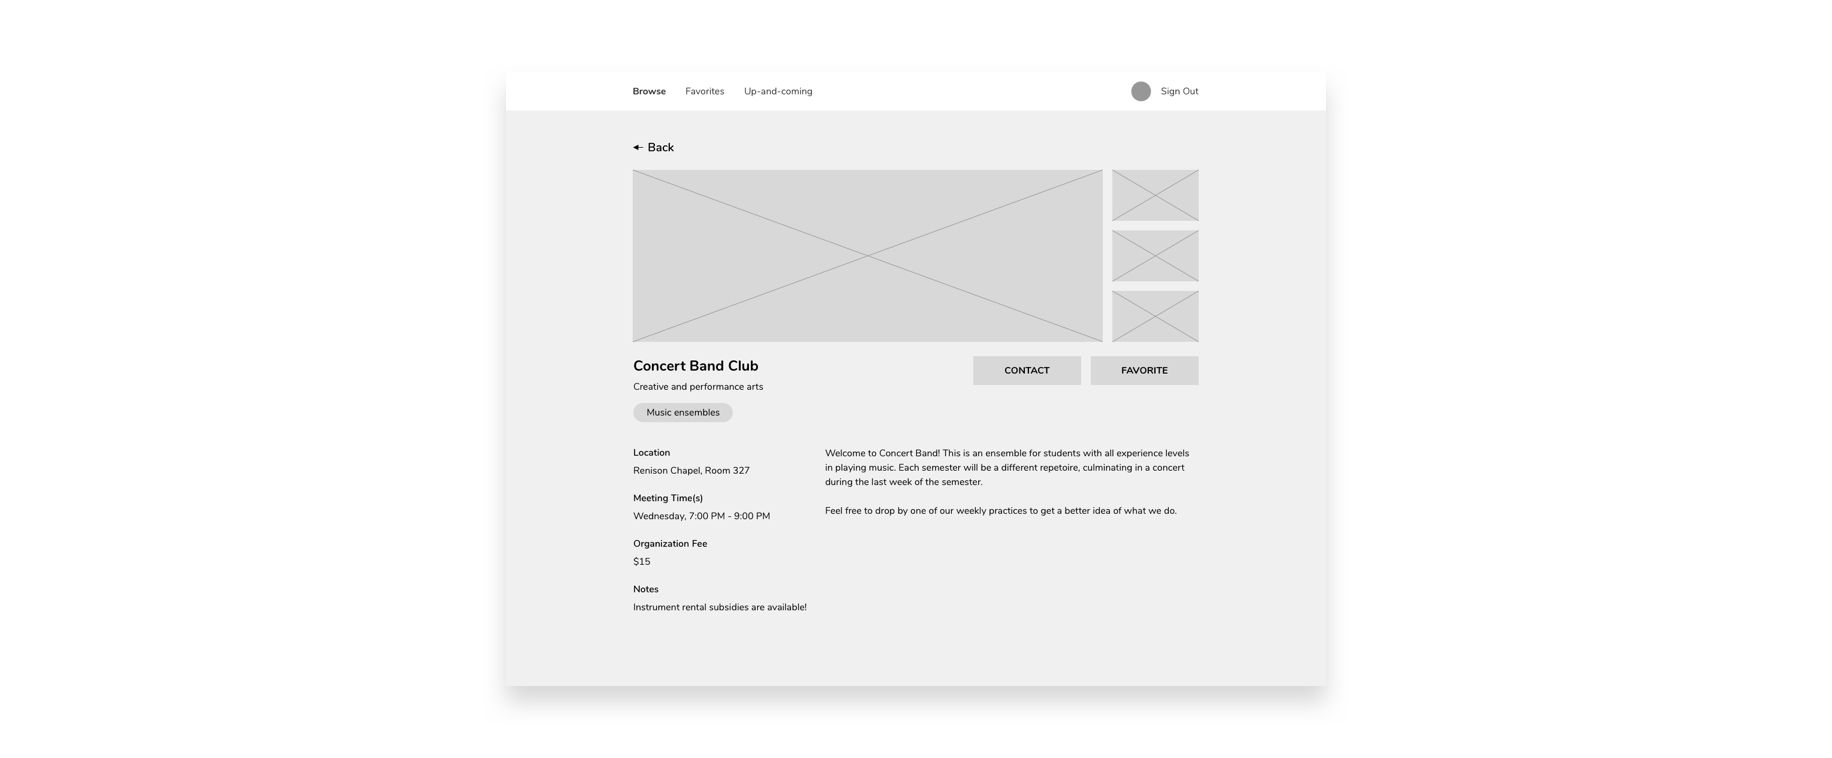 Browse Favorites Up-and-coming Sign Out
Back
Concert Band Club
CONTACT FAVORITE
Creative and performance arts
Music ensembles
Location
Renison Chapel, Room 327
Meeting Time(s)
Wednesday, 7:00 PM - 9:00 PM
Organization Fee
$15
Notes
Instrument rental subsidies are available!
Welcome to Concert Band! This is an ensemble for students with all experience levels
in playing music. Each semester will be a different repetoire, culminating in a concert
during the last week of the semester.
Feel free to drop by one of our weekly practices to get a better idea of what we do.